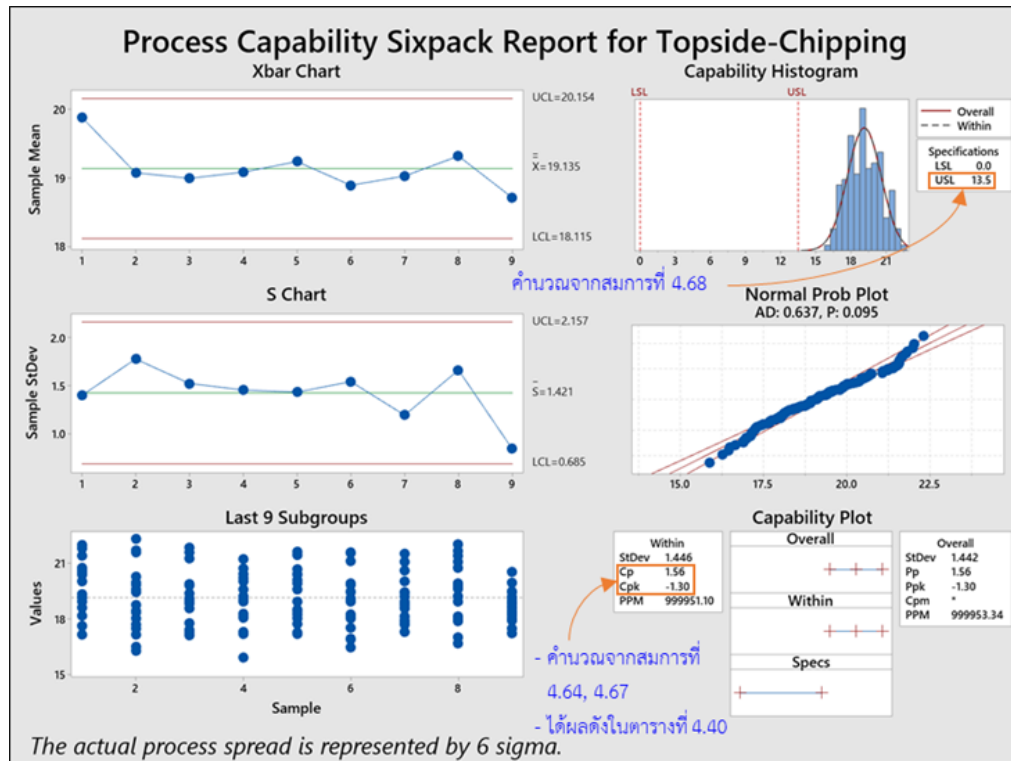 Process Capability Sixpack Report for Topside-Chipping
Xbar Chart
Sample Mean
20
19
18
1 2 3 4 5 6 7 8 9
UCL=20.154
X̿=19.135
LCL=18.115
Capability Histogram
LSL
USL
0 3 6 9 12 15 18 21
Overall
Within
Specifications
LSL 0.0
USL 13.5
คำนวณจากสมการที่ 4.68
S Chart
Sample StDev
2.0
1.5
1.0
1 2 3 4 5 6 7 8 9
UCL=2.157
S̄=1.421
LCL=0.685
Normal Prob Plot
AD: 0.637, P: 0.095
15.0 17.5 20.0 22.5
Last 9 Subgroups
Values
21
18
15
2 4 6 8
Sample
Capability Plot
Within
StDev 1.446
Cp 1.56
Cpk -1.30
PPM 999951.10
Overall
Within
Specs
Overall
StDev 1.442
Pp 1.56
Ppk -1.30
Cpm *
PPM 999953.34
- คำนวณจากสมการที่
4.64, 4.67
- ได้ผลดังในตารางที่ 4.40
The actual process spread is represented by 6 sigma.